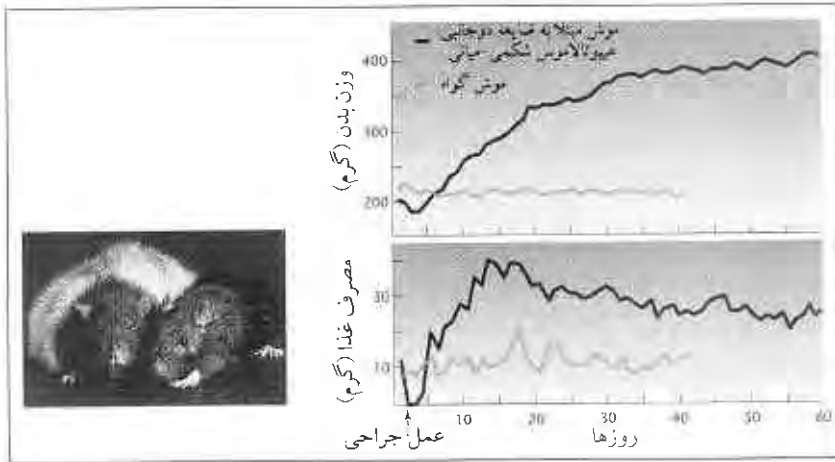 موش مبتلا به ضایعه دوجانبی
هیپوتالاموس شکمی-میانی
موش گواه
وزن بدن (گرم)
400
300
200
مصرف غذا (گرم)
30
10
10 20 30 40 50 60
عمل جراحی
روزها